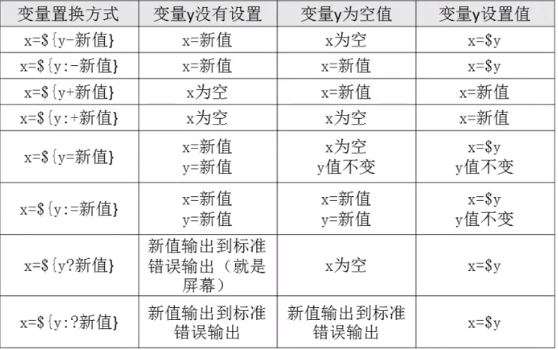 变量置换方式 变量y没有设置 变量y为空值 变量y设置值
x=${y-新值} x=新值 x为空 x=$y
x=${y:-新值} x=新值 x=新值 x=$y
x=${y+新值} x为空 x=新值 x=新值
x=${y:+新值} x为空 x为空 x=新值
x=${y=新值} x=新值 x为空 x=$y
y=新值 y值不变 y值不变
x=${y:=新值} x=新值 x=新值 x=$y
y=新值 y=新值 y值不变
x=${y?新值} 新值输出到标准 x为空 x=$y
错误输出（就是
屏幕）
x=${y:?新值} 新值输出到标准 新值输出到标准 x=$y
错误输出 错误输出